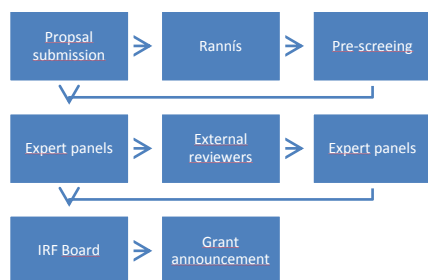 Propsal
submission
Rannís
Pre-screeing
Expert panels
External
reviewers
Expert panels
IRF Board
Grant
announcement